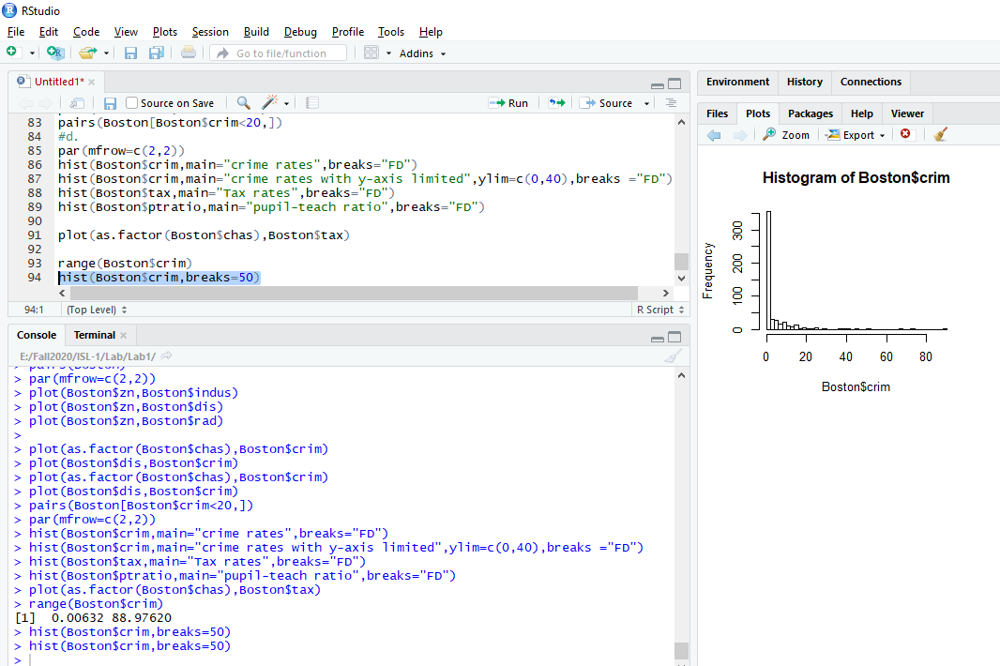 RStudio
File Edit Code View Plots Session Build Debug Profile Tools Help
Go to file/function Addins
Untitled1*
Source on Save Run Source
83 pairs(Boston[Boston$crim<20,])
84 #d.
85 par(mfrow=c(2,2))
86 hist(Boston$crim,main="crime rates",breaks="FD")
87 hist(Boston$crim,main="crime rates with y-axis limited",ylim=c(0,40),breaks ="FD")
88 hist(Boston$tax,main="Tax rates",breaks="FD")
89 hist(Boston$ptratio,main="pupil-teach ratio",breaks="FD")
90
91 plot(as.factor(Boston$chas),Boston$tax)
92
93 range(Boston$crim)
94 hist(Boston$crim,breaks=50)
94:1 (Top Level) R Script
Console Terminal
E:/Fall2020/ISL-1/Lab/Lab1/
> pairs(Boston)
> par(mfrow=c(2,2))
> plot(Boston$zn,Boston$indus)
> plot(Boston$zn,Boston$dis)
> plot(Boston$zn,Boston$rad)
>
> plot(as.factor(Boston$chas),Boston$crim)
> plot(Boston$dis,Boston$crim)
> plot(as.factor(Boston$chas),Boston$crim)
> plot(Boston$dis,Boston$crim)
> pairs(Boston[Boston$crim<20,])
> par(mfrow=c(2,2))
> hist(Boston$crim,main="crime rates",breaks="FD")
> hist(Boston$crim,main="crime rates with y-axis limited",ylim=c(0,40),breaks ="FD")
> hist(Boston$tax,main="Tax rates",breaks="FD")
> hist(Boston$ptratio,main="pupil-teach ratio",breaks="FD")
> plot(as.factor(Boston$chas),Boston$tax)
> range(Boston$crim)
[1] 0.00632 88.97620
> hist(Boston$crim,breaks=50)
> hist(Boston$crim,breaks=50)
>
Environment History Connections
Files Plots Packages Help Viewer
Zoom Export
Histogram of Boston$crim
Frequency
300
200
100
0
0 20 40 60 80
Boston$crim